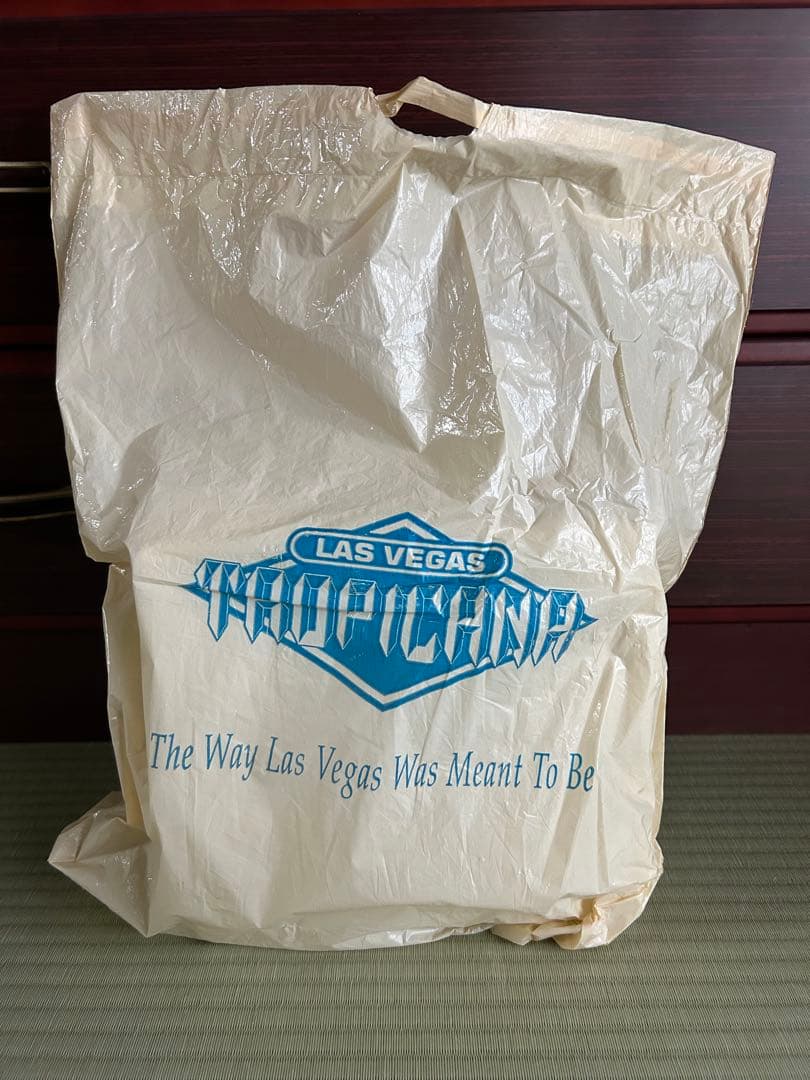 LAS VEGAS
TROPICANA
The Way Las Vegas Was Meant To Be